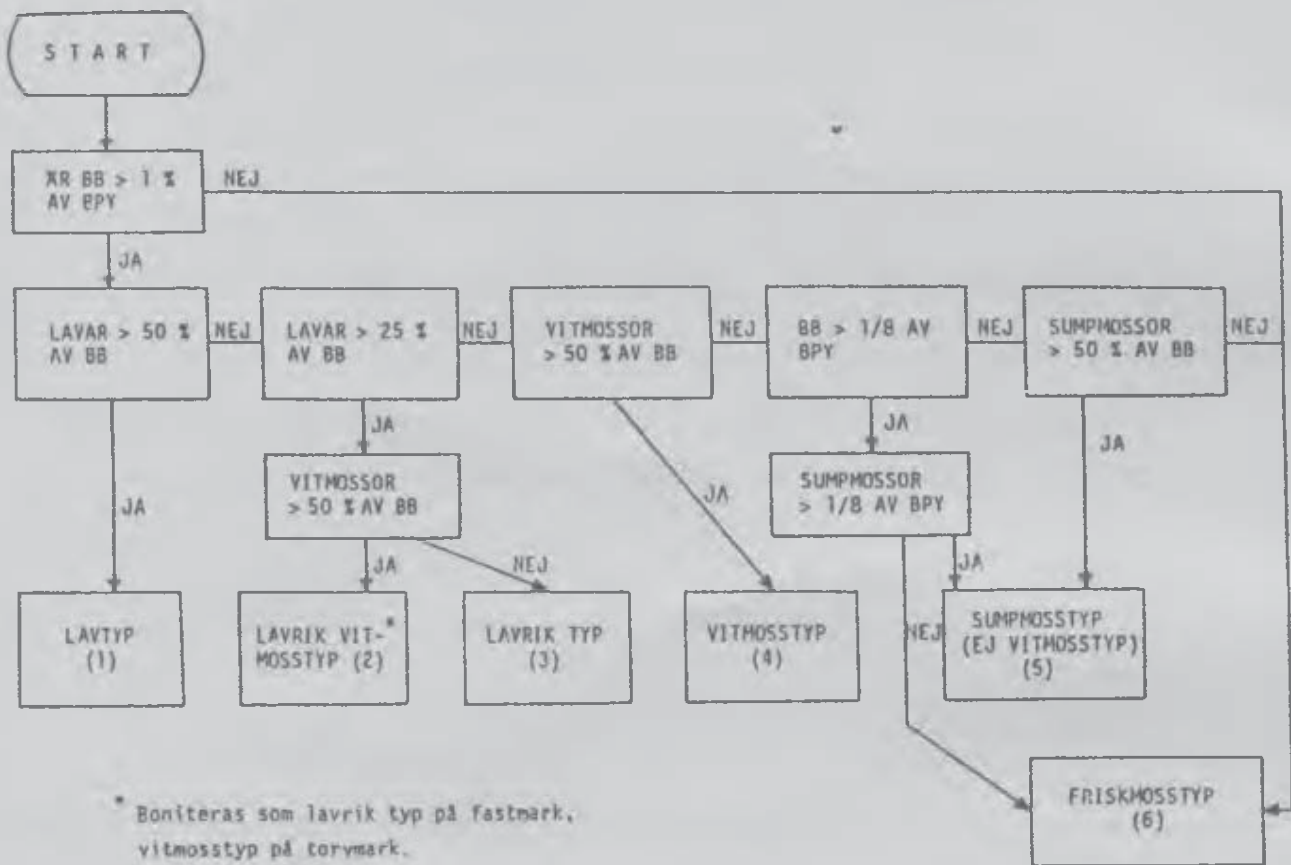 START
ÄR BB > 1 %
AV BPY
NEJ
JA
LAVAR > 50 %
AV BB
NEJ
LAVAR > 25 %
AV BB
NEJ
VITMOSSOR
> 50 % AV BB
NEJ
BB > 1/8 AV
BPY
NEJ
SUMPMOSSOR
> 50 % AV BB
NEJ
JA
JA
JA
VITMOSSOR
> 50 % AV BB
SUMPMOSSOR
> 1/8 AV BPY
JA
JA
JA
NEJ
JA
LAVTYP
(1)
LAVRIK VIT-*
MOSSTYP (2)
LAVRIK TYP
(3)
VITMOSSTYP
(4)
NEJ
SUMPMOSSTYP
(EJ VITMOSSTYP)
(5)
FRISKMOSSTYP
(6)
* Boniteras som lavrik typ på fastmark,
vitmosstyp på torvmark.